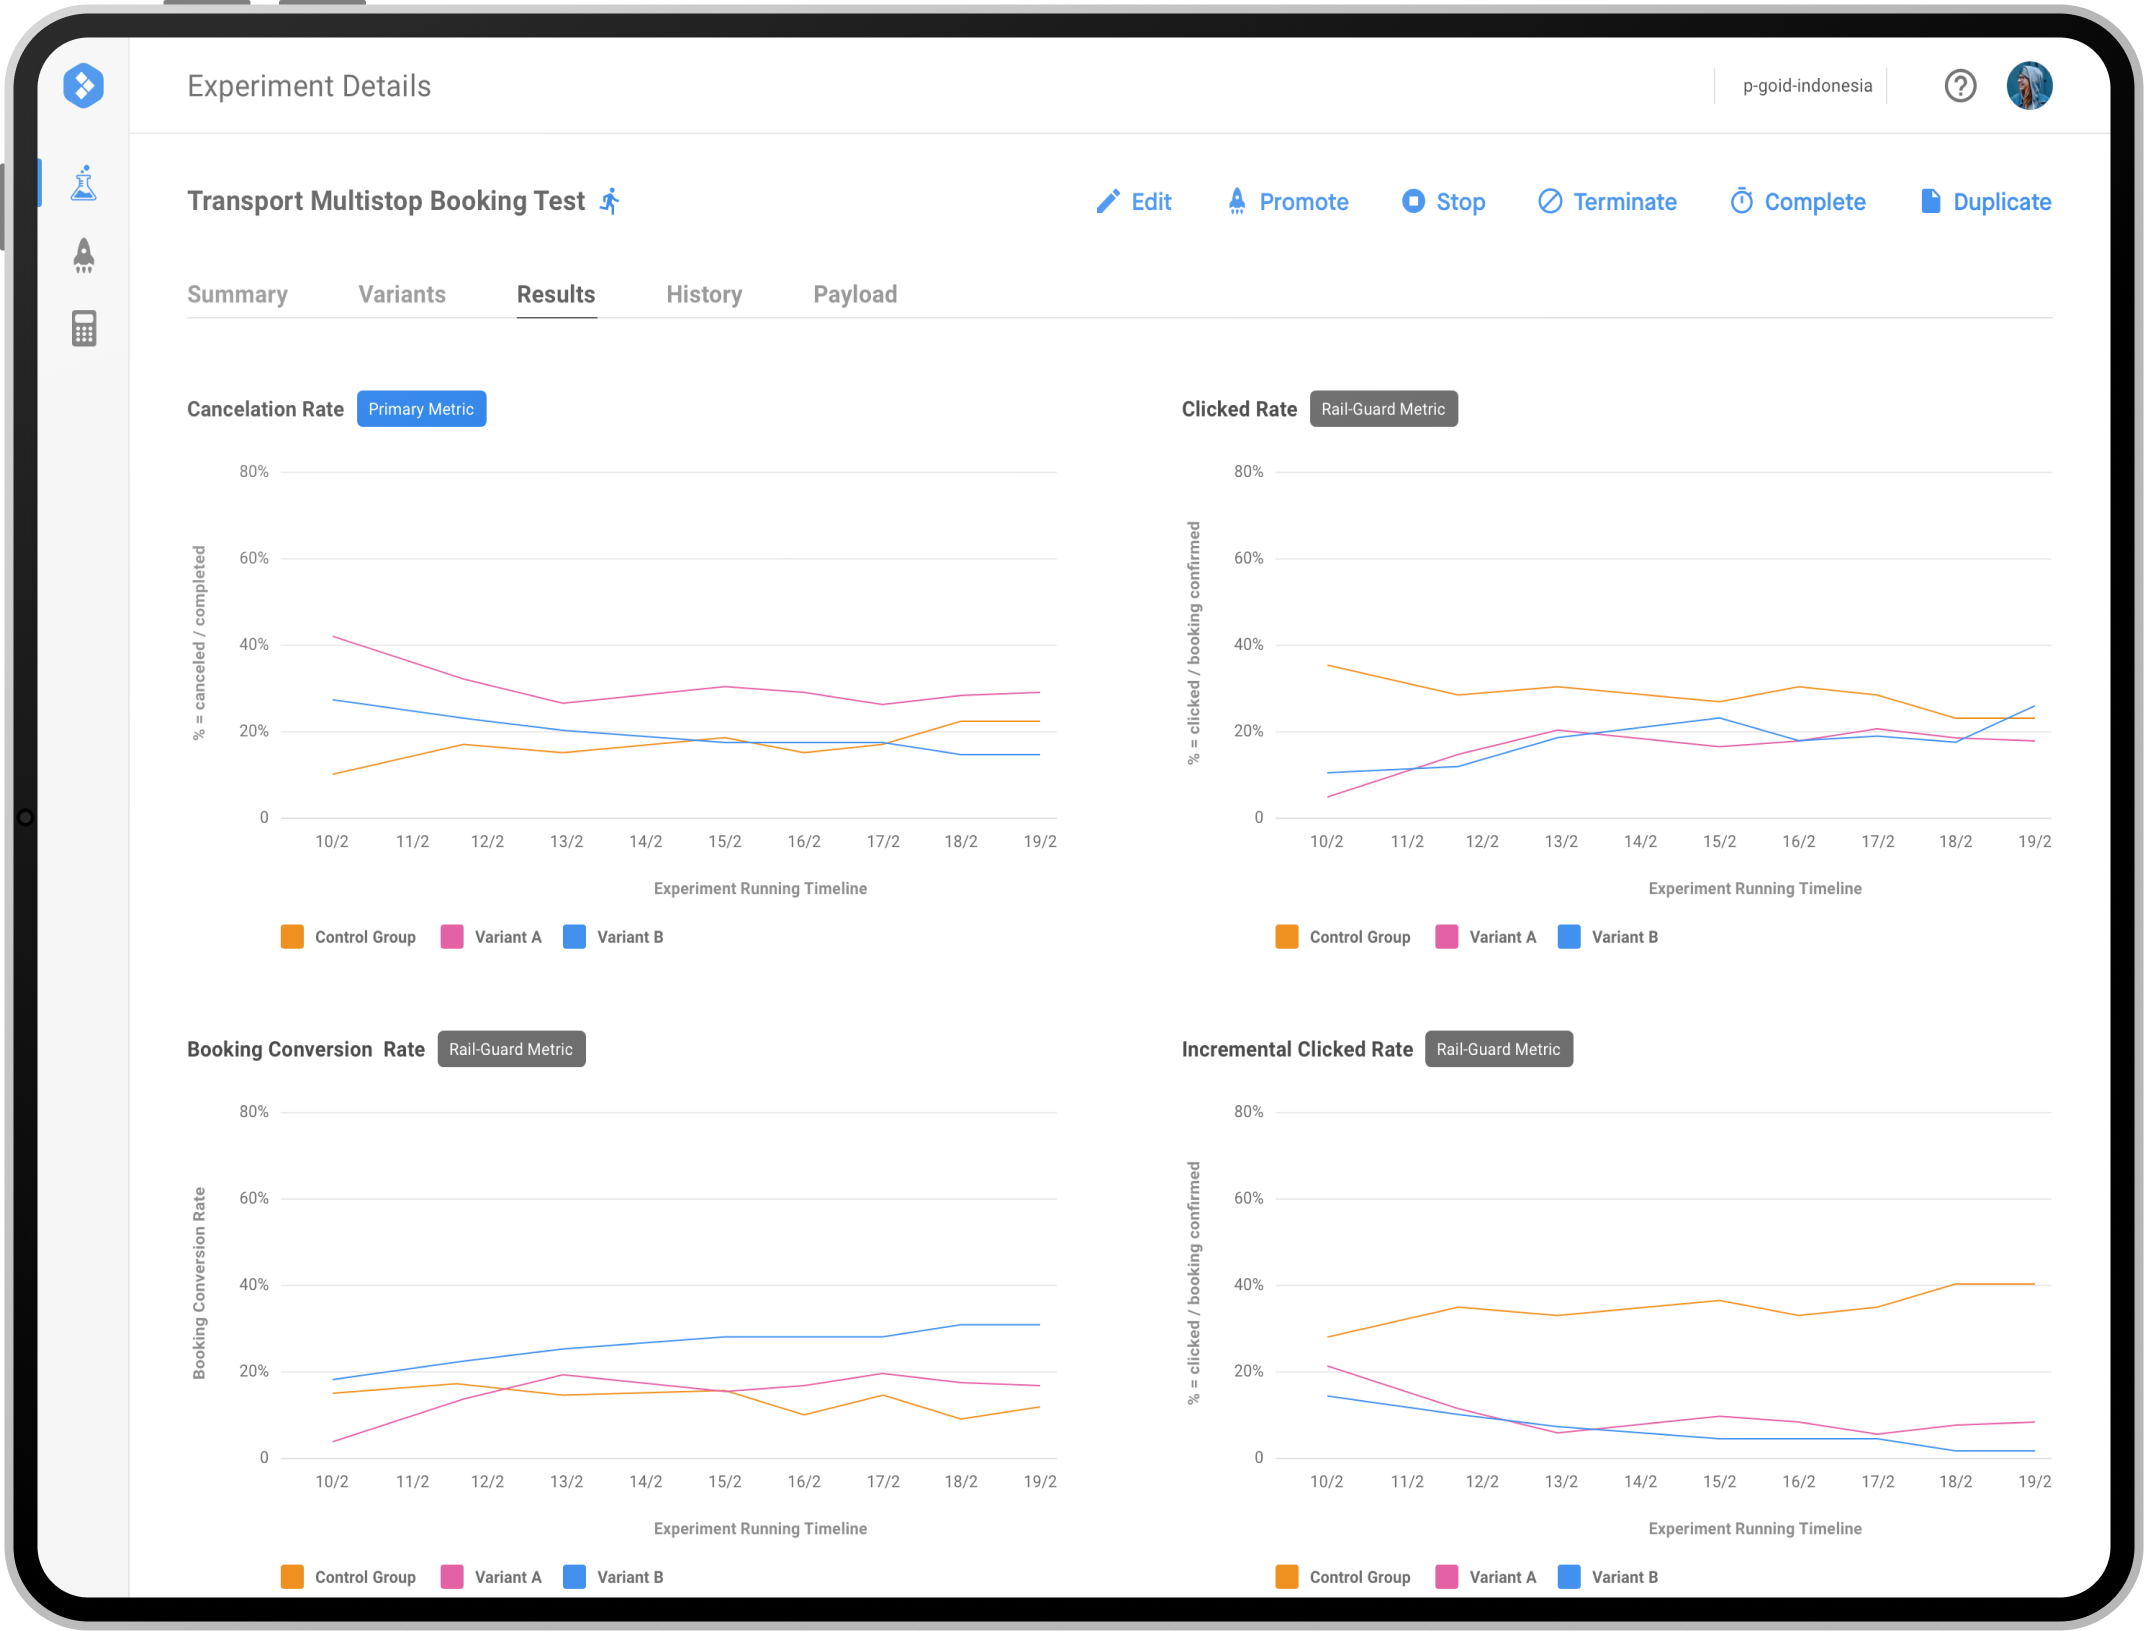 Experiment Details
p-goid-indonesia
Transport Multistop Booking Test
Edit
Promote
Stop
Terminate
Complete
Duplicate
Summary
Variants
Results
History
Payload
Cancelation Rate
Primary Metric
% = canceled / completed
80%
60%
40%
20%
0
10/2 11/2 12/2 13/2 14/2 15/2 16/2 17/2 18/2 19/2
Experiment Running Timeline
Control Group Variant A Variant B
Clicked Rate
Rail-Guard Metric
% = clicked / booking confirmed
80%
60%
40%
20%
0
10/2 11/2 12/2 13/2 14/2 15/2 16/2 17/2 18/2 19/2
Experiment Running Timeline
Control Group Variant A Variant B
Booking Conversion Rate
Rail-Guard Metric
Booking Conversion Rate
80%
60%
40%
20%
0
10/2 11/2 12/2 13/2 14/2 15/2 16/2 17/2 18/2 19/2
Experiment Running Timeline
Control Group Variant A Variant B
Incremental Clicked Rate
Rail-Guard Metric
% = clicked / booking confirmed
80%
60%
40%
20%
0
10/2 11/2 12/2 13/2 14/2 15/2 16/2 17/2 18/2 19/2
Experiment Running Timeline
Control Group Variant A Variant B